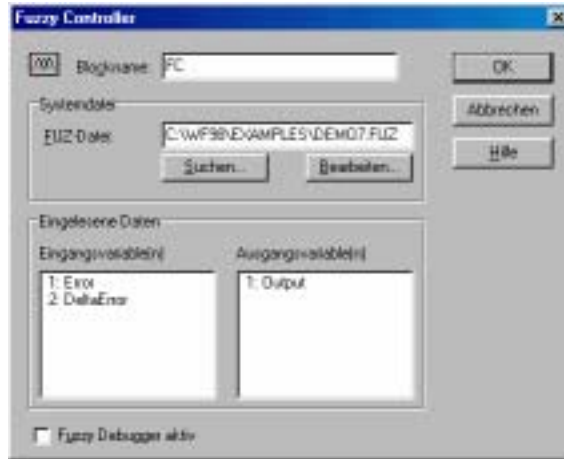 Fuzzy Controller
Blockname: FC
OK
Abbrechen
Hilfe
Systemdatei
FUZ-Datei: C:\WF98\EXAMPLES\DEMO7.FUZ
Suchen... Bearbeiten...
Eingelesene Daten
Eingangsvariable(n) Ausgangsvariable(n)
1: Error 1: Output
2: DeltaError
Fuzzy Debugger aktiv